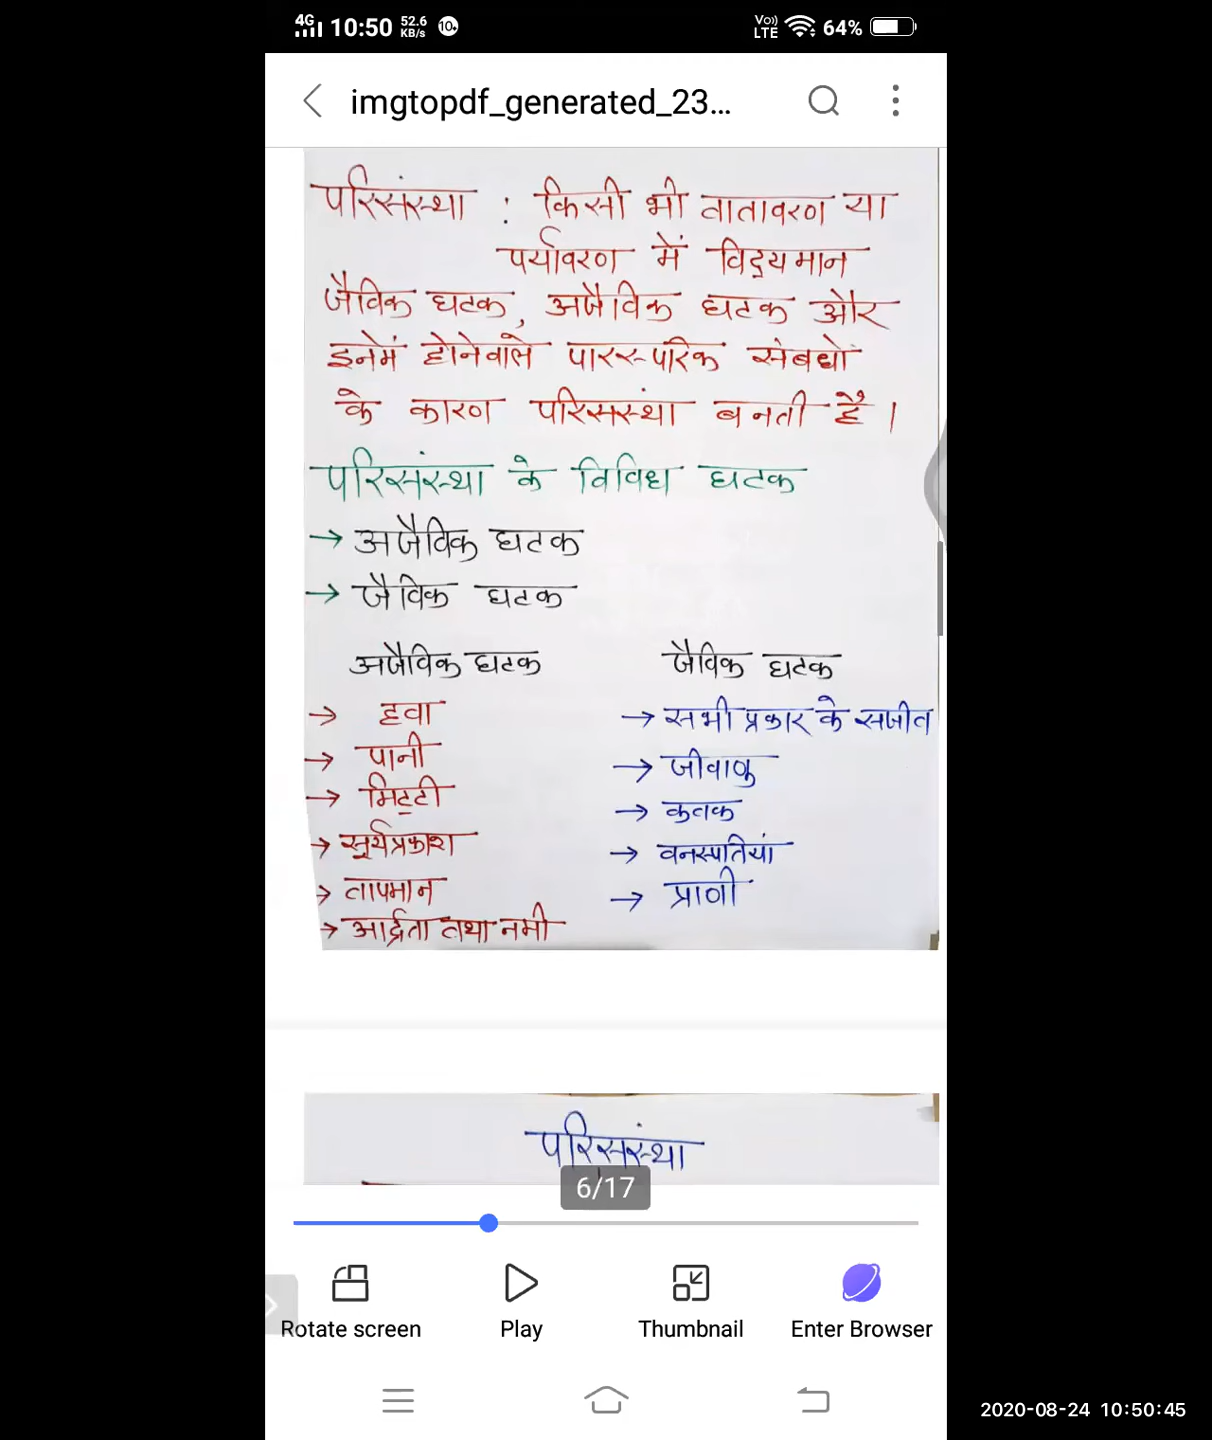 4G 10:50 52.6 KB/s 10+ Vo)) LTE 64%
imgtopdf_generated_23...
परिसंस्था : किसी भी वातावरण या
पर्यावरण में विद्यमान
जैविक घटक, अजैविक घटक और
इनेमं होनेवाले पारस्परिक संबधों
के कारण परिसंस्था बनती है ।
परिसंस्था के विविध घटक
→ अजैविक घटक
→ जैविक घटक
अजैविक घटक जैविक घटक
→ हवा → सभी प्रकार के सजीव
→ पानी → जीवाणु
→ मिट्टी → कवक
→ सूर्यप्रकाश → वनस्पतियां
→ तापमान → प्राणी
→ आर्द्रता तथा नमी
परिसंस्था
6/17
Rotate screen Play Thumbnail Enter Browser
2020-08-24 10:50:45